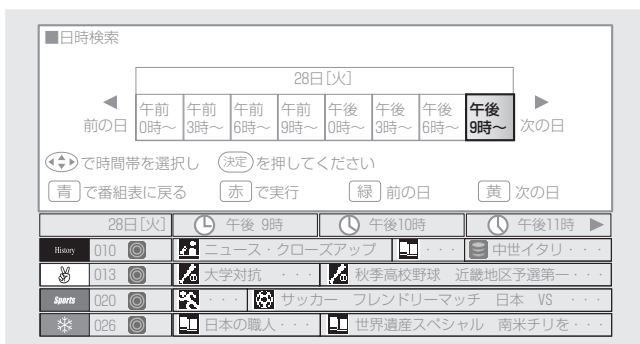 ■日時検索
28日[火]
前の日 午前0時～ 午前3時～ 午前6時～ 午前9時～ 午後0時～ 午後3時～ 午後6時～ 午後9時～ 次の日
で時間帯を選択し 決定 を押してください
青 で番組表に戻る 赤 で実行 緑 前の日 黄 次の日
28日[火] 午後 9時 午後10時 午後11時
History 010 ニュース・クローズアップ ・・・ 中世イタリ・・・
013 大学対抗 ・・・ 秋季高校野球 近畿地区予選第一・・・
Sports 020 ・・・ サッカー フレンドリーマッチ 日本 VS ・・・
026 日本の職人・・・ 世界遺産スペシャル 南米チリを・・・